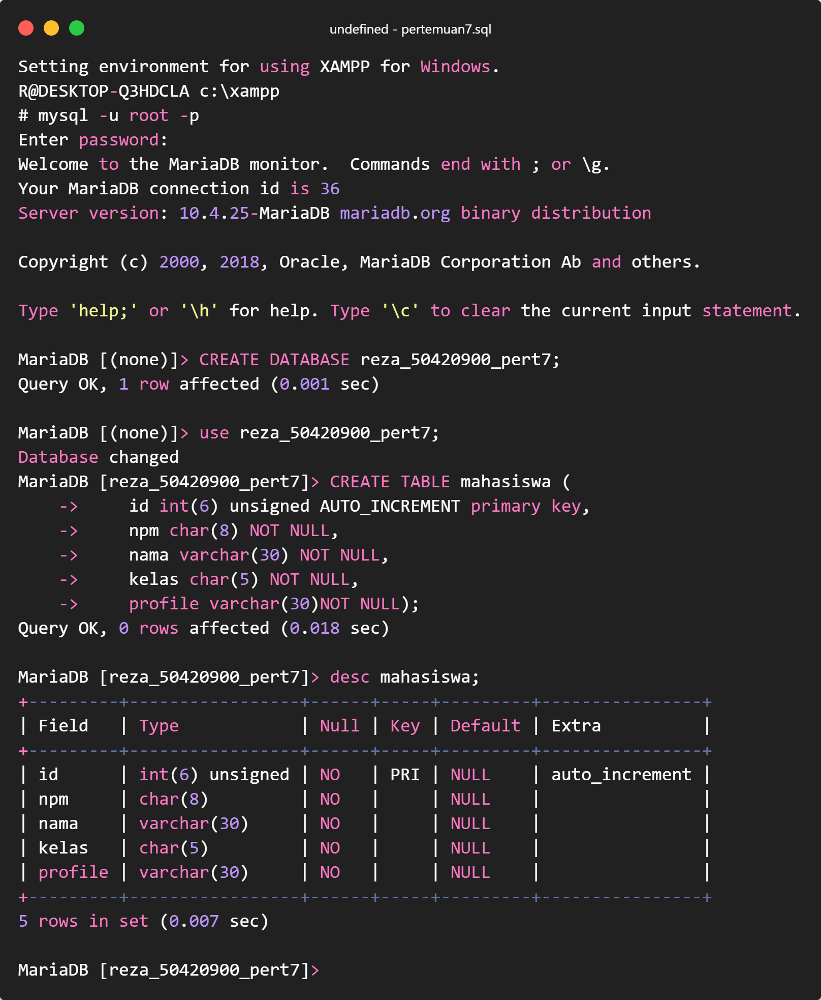 undefined - pertemuan7.sql
Setting environment for using XAMPP for Windows.
R@DESKTOP-Q3HDCLA c:\xampp
# mysql -u root -p
Enter password:
Welcome to the MariaDB monitor.  Commands end with ; or \g.
Your MariaDB connection id is 36
Server version: 10.4.25-MariaDB mariadb.org binary distribution

Copyright (c) 2000, 2018, Oracle, MariaDB Corporation Ab and others.

Type 'help;' or '\h' for help. Type '\c' to clear the current input statement.

MariaDB [(none)]> CREATE DATABASE reza_50420900_pert7;
Query OK, 1 row affected (0.001 sec)

MariaDB [(none)]> use reza_50420900_pert7;
Database changed
MariaDB [reza_50420900_pert7]> CREATE TABLE mahasiswa (
    ->     id int(6) unsigned AUTO_INCREMENT primary key,
    ->     npm char(8) NOT NULL,
    ->     nama varchar(30) NOT NULL,
    ->     kelas char(5) NOT NULL,
    ->     profile varchar(30)NOT NULL);
Query OK, 0 rows affected (0.018 sec)

MariaDB [reza_50420900_pert7]> desc mahasiswa;
+---------+-----------------+------+-----+---------+----------------+
| Field   | Type            | Null | Key | Default | Extra          |
+---------+-----------------+------+-----+---------+----------------+
| id      | int(6) unsigned | NO   | PRI | NULL    | auto_increment |
| npm     | char(8)         | NO   |     | NULL    |                |
| nama    | varchar(30)     | NO   |     | NULL    |                |
| kelas   | char(5)         | NO   |     | NULL    |                |
| profile | varchar(30)     | NO   |     | NULL    |                |
+---------+-----------------+------+-----+---------+----------------+
5 rows in set (0.007 sec)

MariaDB [reza_50420900_pert7]>